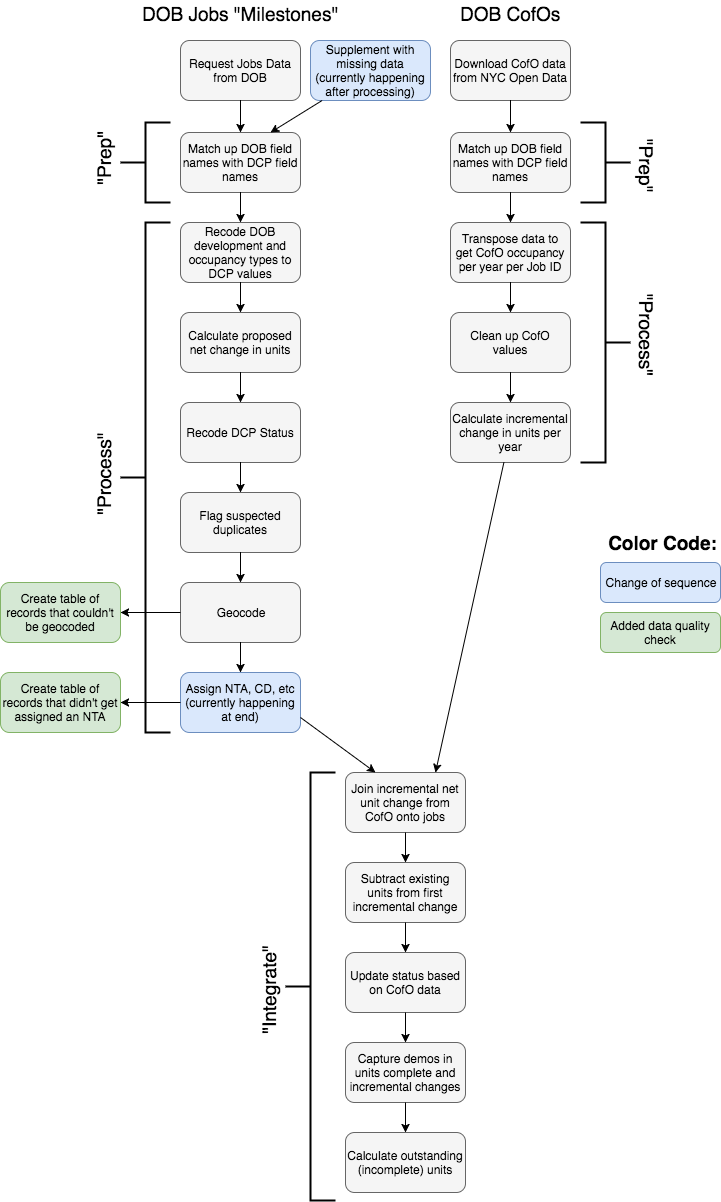 DOB Jobs "Milestones"
DOB CofOs
Request Jobs Data
from DOB
Supplement with
missing data
(currently happening
after processing)
Download CofO data
from NYC Open Data
"Prep"
Match up DOB field
names with DCP field
names
Match up DOB field
names with DCP field
names
"Prep"
"Process"
Recode DOB
development and
occupancy types to
DCP values
Calculate proposed
net change in units
Recode DCP Status
Flag suspected
duplicates
Geocode
Create table of
records that couldn't
be geocoded
Assign NTA, CD, etc
(currently happening
at end)
Create table of
records that didn't get
assigned an NTA
Transpose data to
get CofO occupancy
per year per Job ID
Clean up CofO
values
Calculate incremental
change in units per
year
"Process"
Color Code:
Change of sequence
Added data quality
check
"Integrate"
Join incremental net
unit change from
CofO onto jobs
Subtract existing
units from first
incremental change
Update status based
on CofO data
Capture demos in
units complete and
incremental changes
Calculate outstanding
(incomplete) units